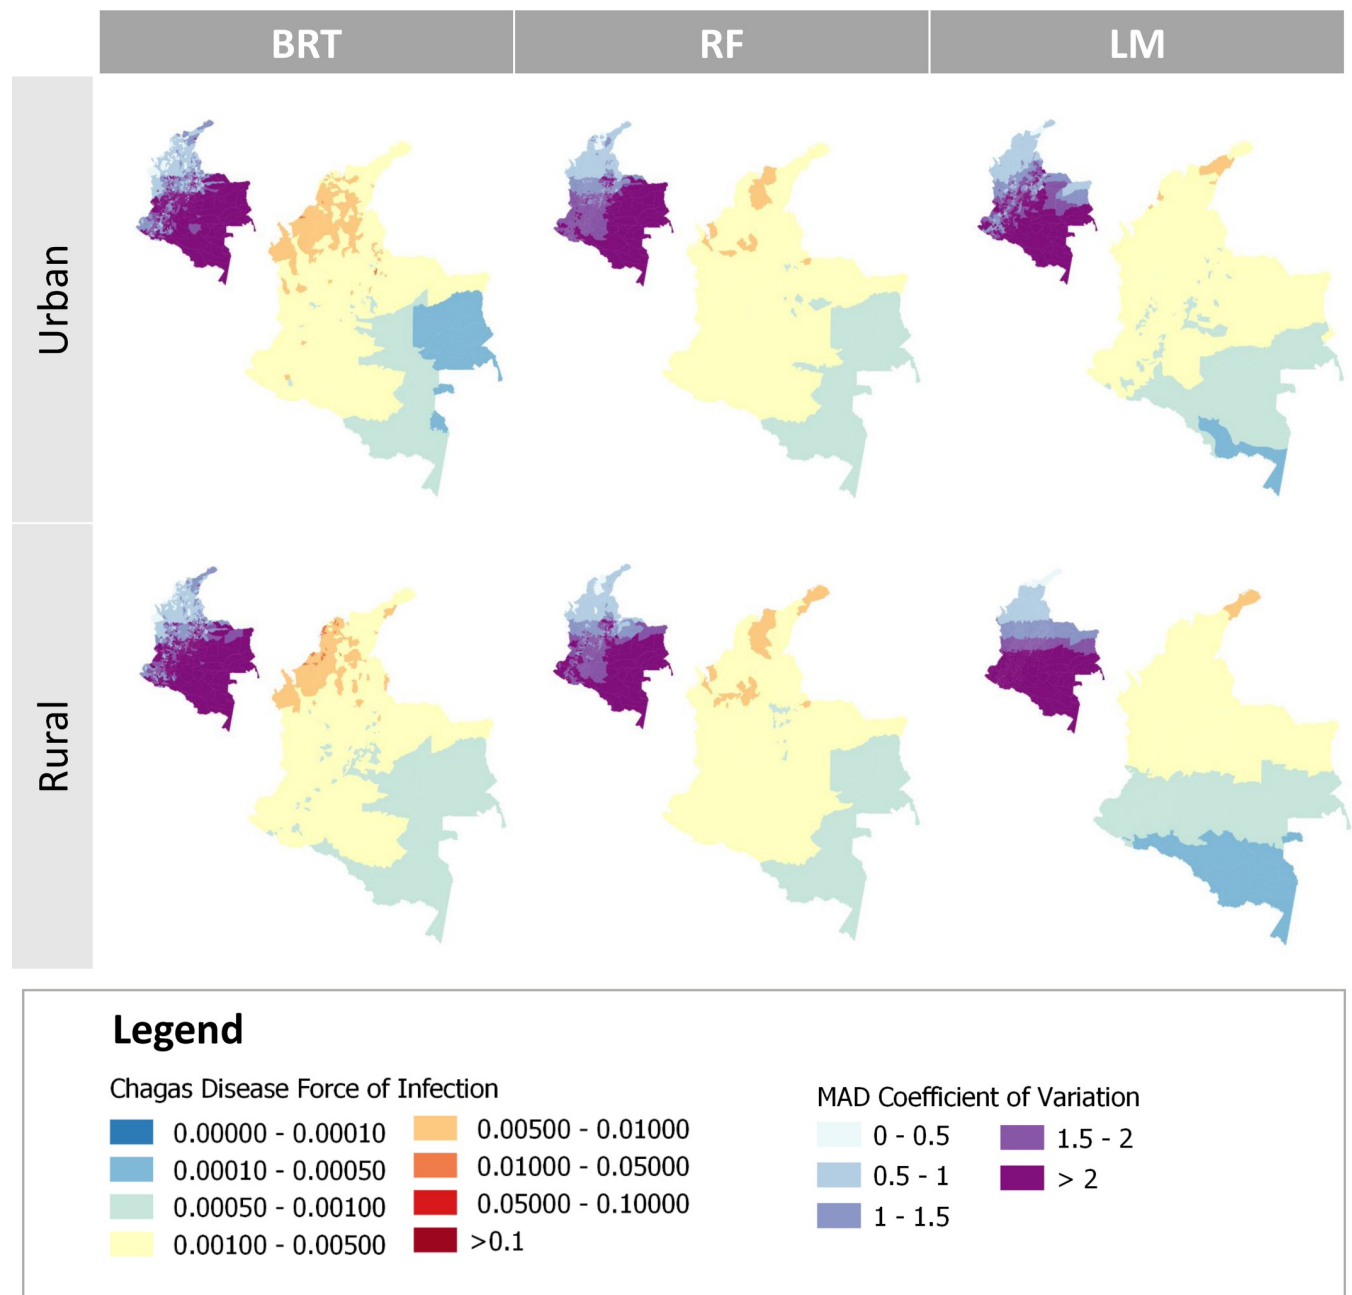 BRT RF LM
Urban
Rural
Legend
Chagas Disease Force of Infection
0.00000 - 0.00010
0.00010 - 0.00050
0.00050 - 0.00100
0.00100 - 0.00500
0.00500 - 0.01000
0.01000 - 0.05000
0.05000 - 0.10000
>0.1
MAD Coefficient of Variation
0 - 0.5
0.5 - 1
1 - 1.5
1.5 - 2
> 2